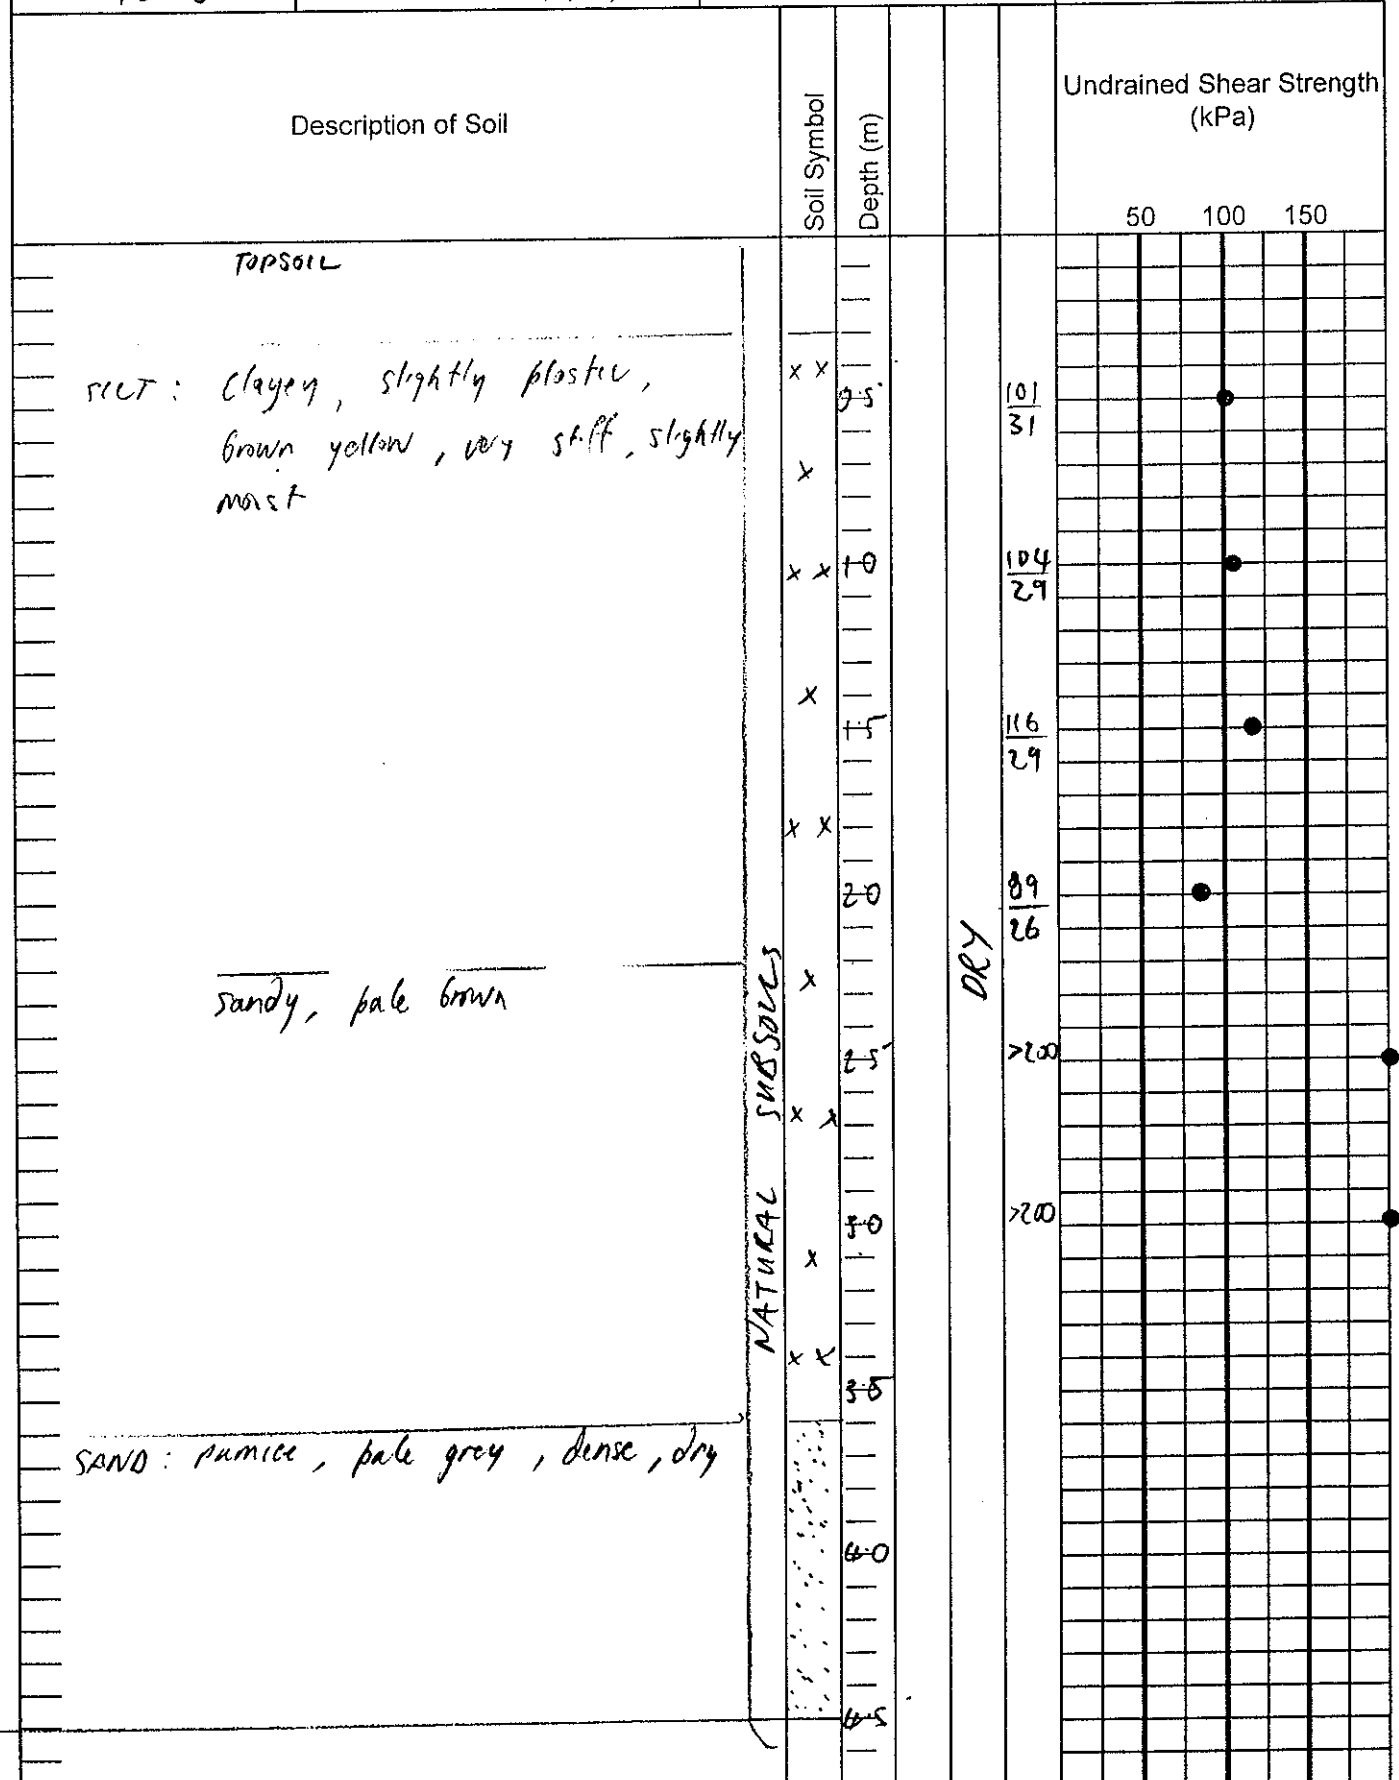 Description of Soil
Soil Symbol
Depth (m)
Undrained Shear Strength
(kPa)
50 100 150
TOPSOIL
SILT : Clayey, slightly plastic,
0.5
101
31
brown yellow, very stiff, slightly
moist
1.0
104
29
1.5
116
29
2.0
89
26
DRY
sandy, pale brown
NATURAL SUBSOILS
2.5
>200
3.0
>200
3.5
SAND : pumice, pale grey, dense, dry
4.0
4.5